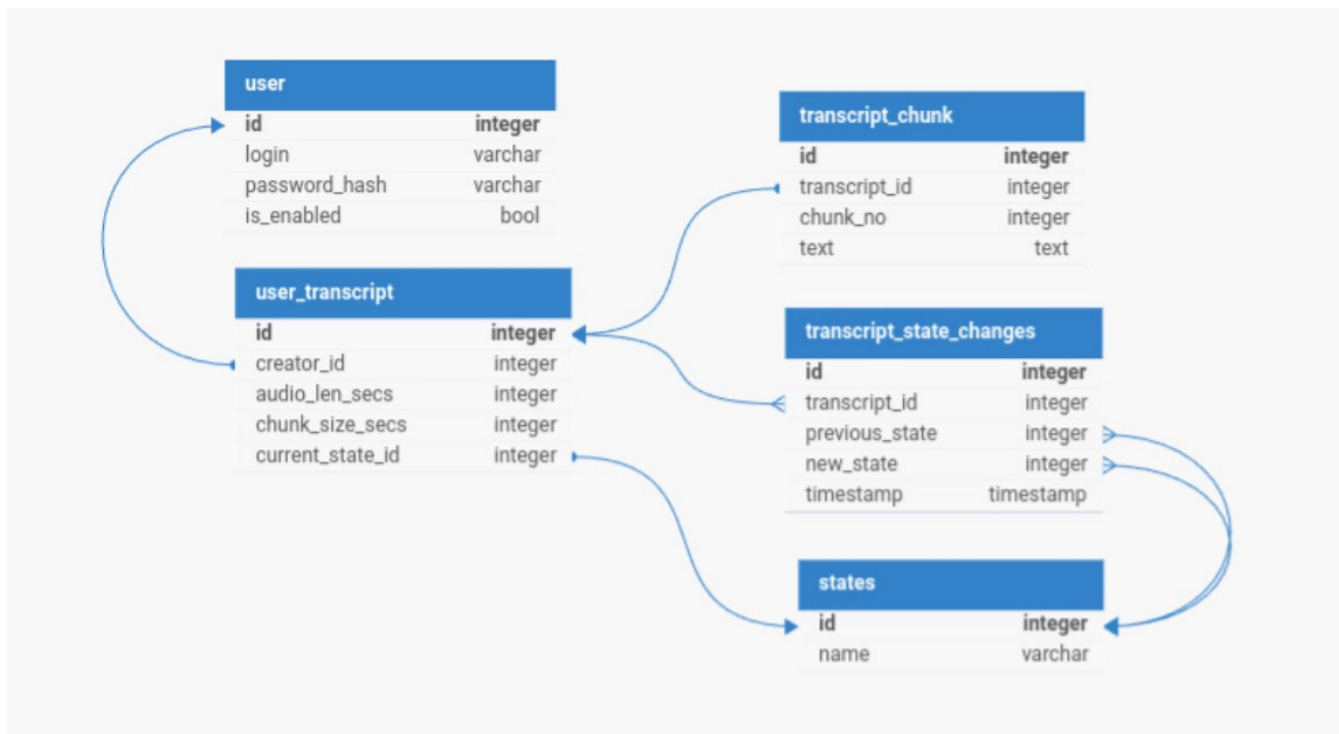 user
id integer
login varchar
password_hash varchar
is_enabled bool
user_transcript
id integer
creator_id integer
audio_len_secs integer
chunk_size_secs integer
current_state_id integer
transcript_chunk
id integer
transcript_id integer
chunk_no integer
text text
transcript_state_changes
id integer
transcript_id integer
previous_state integer
new_state integer
timestamp timestamp
states
id integer
name varchar